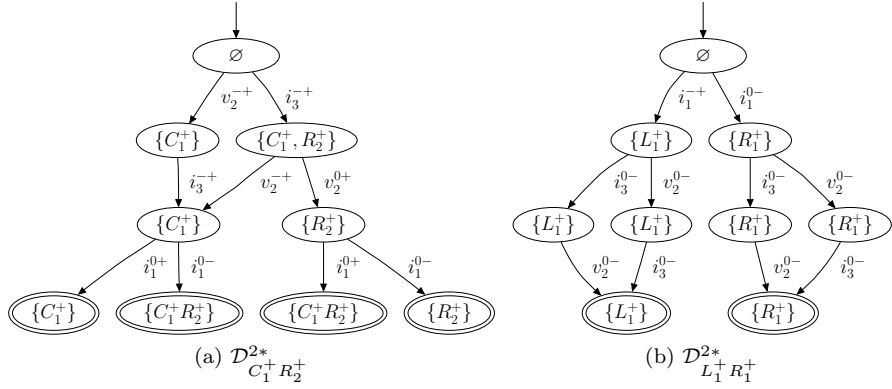 ∅ ∅
v₂⁻⁺ i₃⁻⁺ i₁⁻⁺ i₁⁰⁻
{C₁⁺} {C₁⁺, R₂⁺} {L₁⁺} {R₁⁺}
i₃⁻⁺ v₂⁻⁺ v₂⁰⁺ i₃⁰⁻ v₂⁰⁻ i₃⁰⁻ v₂⁰⁻
{C₁⁺} {R₂⁺} {L₁⁺} {L₁⁺} {R₁⁺} {R₁⁺}
i₁⁰⁺ i₁⁰⁻ i₁⁰⁺ i₁⁰⁻ v₂⁰⁻ i₃⁰⁻ v₂⁰⁻ i₃⁰⁻
{C₁⁺} {C₁⁺R₂⁺} {C₁⁺R₂⁺} {R₂⁺} {L₁⁺} {R₁⁺}
(a) 𝒟²*_{C₁⁺R₂⁺} (b) 𝒟²*_{L₁⁺R₁⁺}